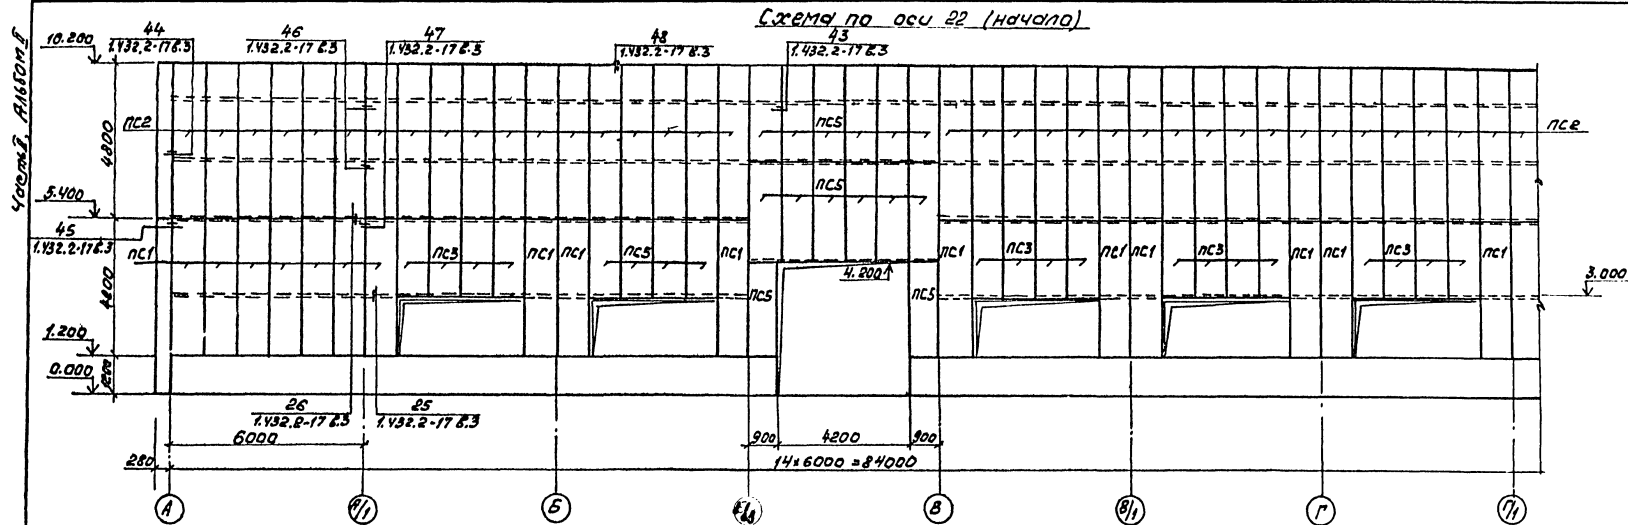 Схема по оси 22 (начало)
Часть II, Альбом II
10.200
44
1.432.2-17 в.3
46
1.432.2-17 в.3
47
1.432.2-17 в.3
48
1.432.2-17 в.3
43
1.432.2-17 в.3
4800
пс2
пс5
пс2
5.400
пс5
45
1.432.2-17 в.3
пс1
пс3
пс1
пс1
пс5
пс1
пс5
4.200
пс5
пс1
пс3
пс1
пс1
пс3
пс1
пс1
пс3
пс1
3.000
4800
1.200
0.000
1200
26
1.432.2-17 в.3
25
1.432.2-17 в.3
6000
900
4200
900
280
14x6000=84000
А
А/1
Б
В
В/1
Г
Г/1